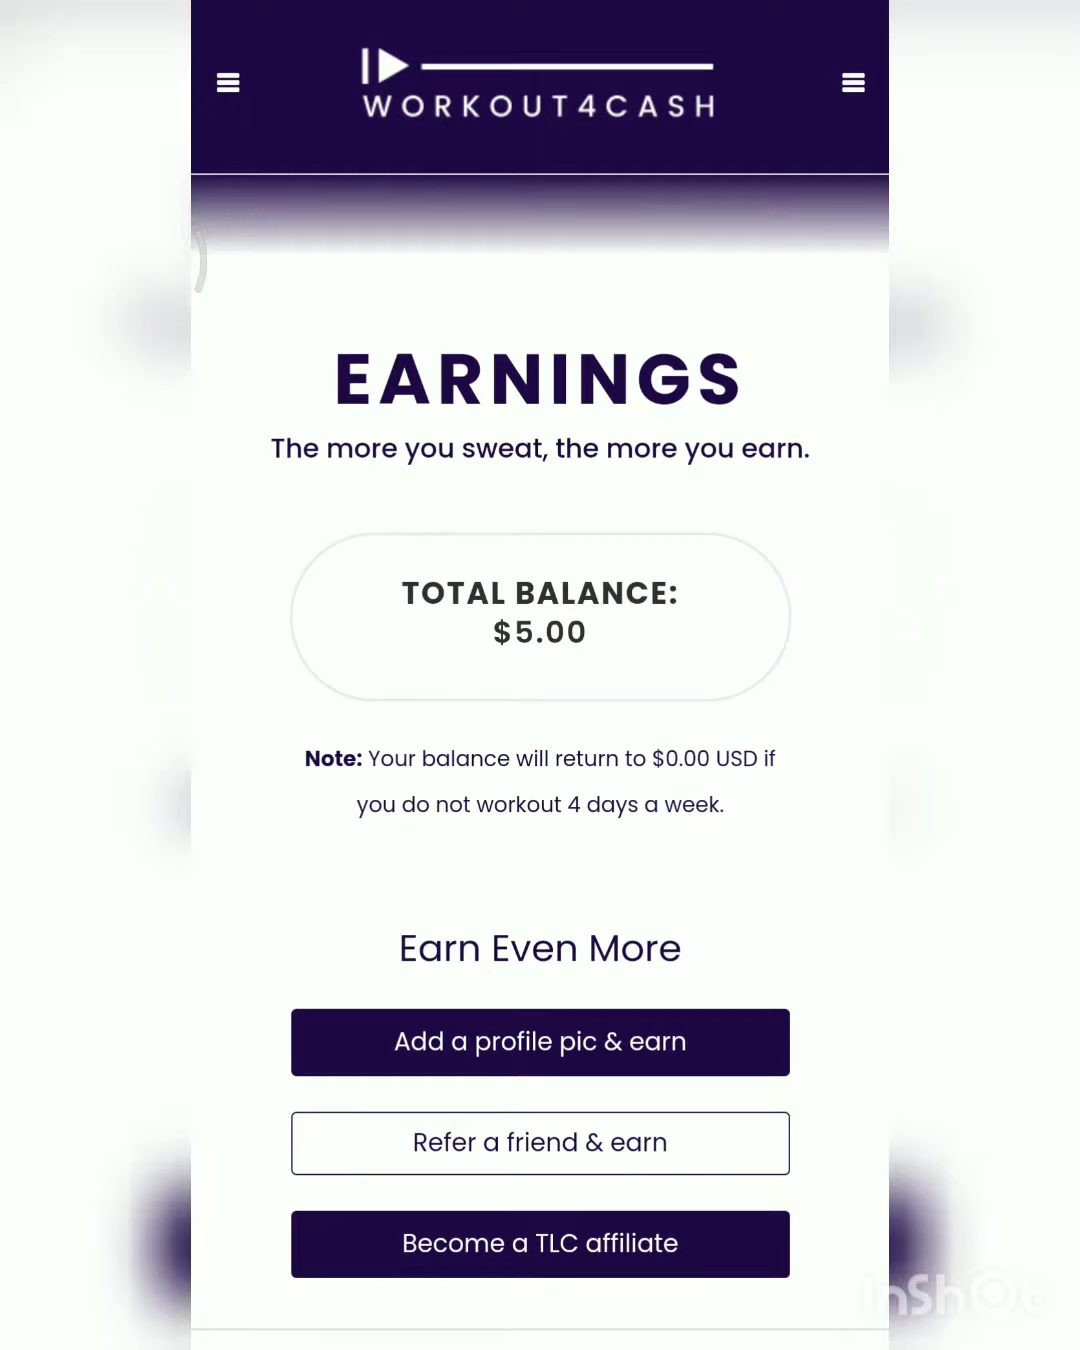 WORKOUT4CASH
EARNINGS
The more you sweat, the more you earn.
TOTAL BALANCE:
$5.00
Note: Your balance will return to $0.00 USD if
you do not workout 4 days a week.
Earn Even More
Add a profile pic & earn
Refer a friend & earn
Become a TLC affiliate
InShOt